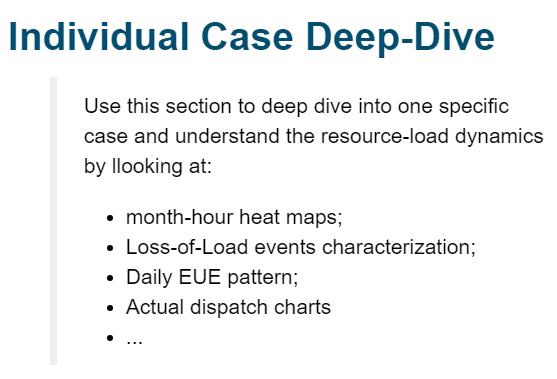 Individual Case Deep-Dive
Use this section to deep dive into one specific
case and understand the resource-load dynamics
by llooking at:
• month-hour heat maps;
• Loss-of-Load events characterization;
• Daily EUE pattern;
• Actual dispatch charts
• ...